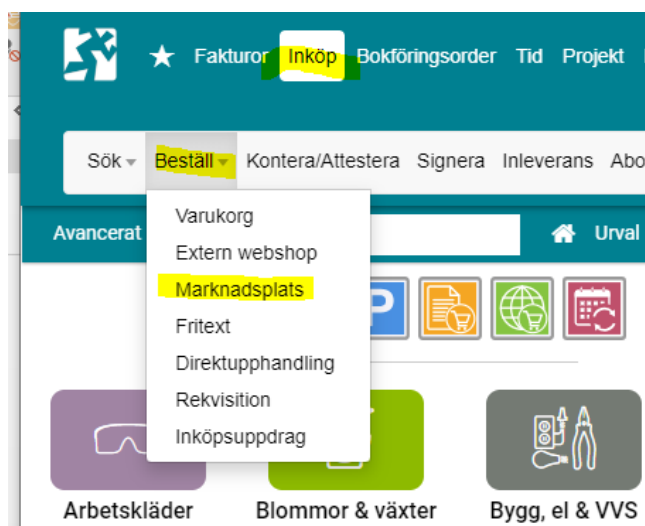 Fakturor Inköp Bokföringsorder Tid Projekt
Sök Beställ Kontera/Attestera Signera Inleverans Abo
Avancerat
Urval
Varukorg
Extern webshop
Marknadsplats
Fritext
Direktupphandling
Rekvisition
Inköpsuppdrag
P
Arbetskläder Blommor & växter Bygg, el & VVS